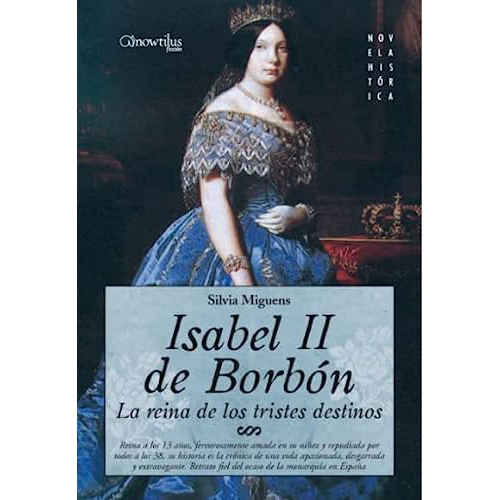 nowtilus
ficción
NOVELA
HISTÓRICA
Silvia Miguens
Isabel II
de Borbón
La reina de los tristes destinos
Reina a los 13 años, fervorosamente amada en su niñez y repudiada por
todos a los 38, su historia es la crónica de una vida apasionada, desgarrada
y extravagante. Retrato fiel del ocaso de la monarquía en España